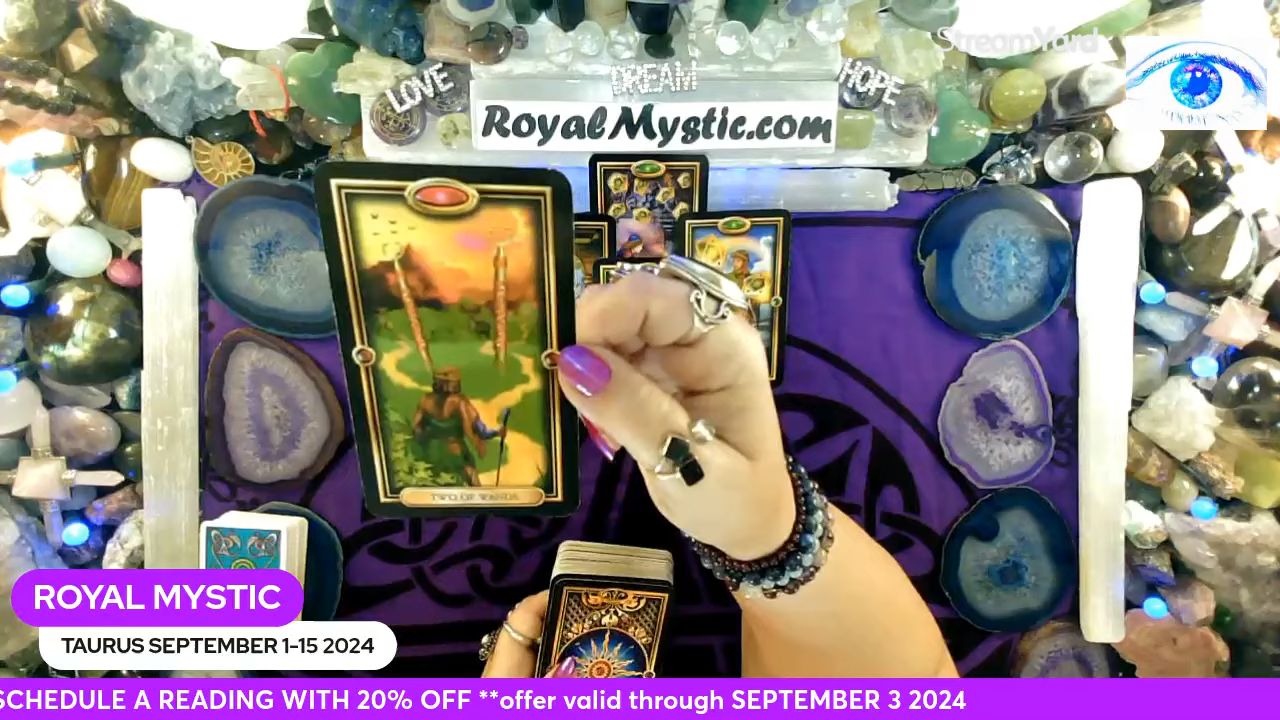 StreamYard
LOVE
DREAM
HOPE
RoyalMystic.com
TWO OF WANDS
ROYAL MYSTIC
TAURUS SEPTEMBER 1-15 2024
SCHEDULE A READING WITH 20% OFF **offer valid through SEPTEMBER 3 2024